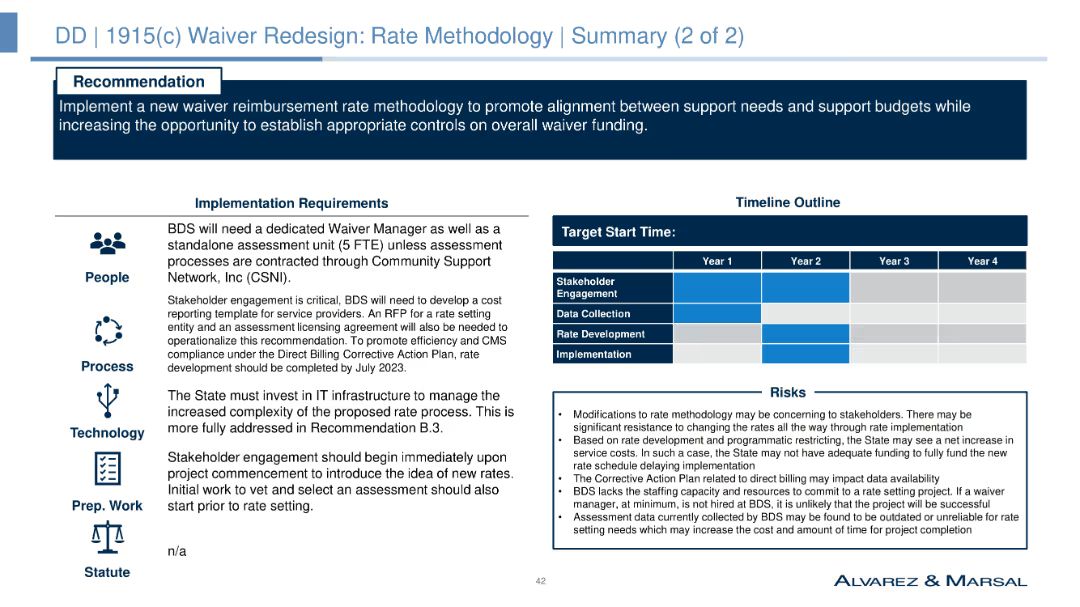 DD | 1915(c) Waiver Redesign: Rate Methodology | Summary (2 of 2)
Recommendation
Implement a new waiver reimbursement rate methodology to promote alignment between support needs and support budgets while
increasing the opportunity to establish appropriate controls on overall waiver funding.
Implementation Requirements
People
BDS will need a dedicated Waiver Manager as well as a
standalone assessment unit (5 FTE) unless assessment
processes are contracted through Community Support
Network, Inc (CSNI).
Process
Stakeholder engagement is critical, BDS will need to develop a cost
reporting template for service providers. An RFP for a rate setting
entity and an assessment licensing agreement will also be needed to
operationalize this recommendation. To promote efficiency and CMS
compliance under the Direct Billing Corrective Action Plan, rate
development should be completed by July 2023.
Technology
The State must invest in IT infrastructure to manage the
increased complexity of the proposed rate process. This is
more fully addressed in Recommendation B.3.
Prep. Work
Stakeholder engagement should begin immediately upon
project commencement to introduce the idea of new rates.
Initial work to vet and select an assessment should also
start prior to rate setting.
Statute
n/a
Timeline Outline
Target Start Time:
Year 1 Year 2 Year 3 Year 4
Stakeholder
Engagement
Data Collection
Rate Development
Implementation
Risks
• Modifications to rate methodology may be concerning to stakeholders. There may be
significant resistance to changing the rates all the way through rate implementation
• Based on rate development and programmatic restricting, the State may see a net increase in
service costs. In such a case, the State may not have adequate funding to fully fund the new
rate schedule delaying implementation
• The Corrective Action Plan related to direct billing may impact data availability
• BDS lacks the staffing capacity and resources to commit to a rate setting project. If a waiver
manager, at minimum, is not hired at BDS, it is unlikely that the project will be successful
• Assessment data currently collected by BDS may be found to be outdated or unreliable for rate
setting needs which may increase the cost and amount of time for project completion
42
ALVAREZ & MARSAL